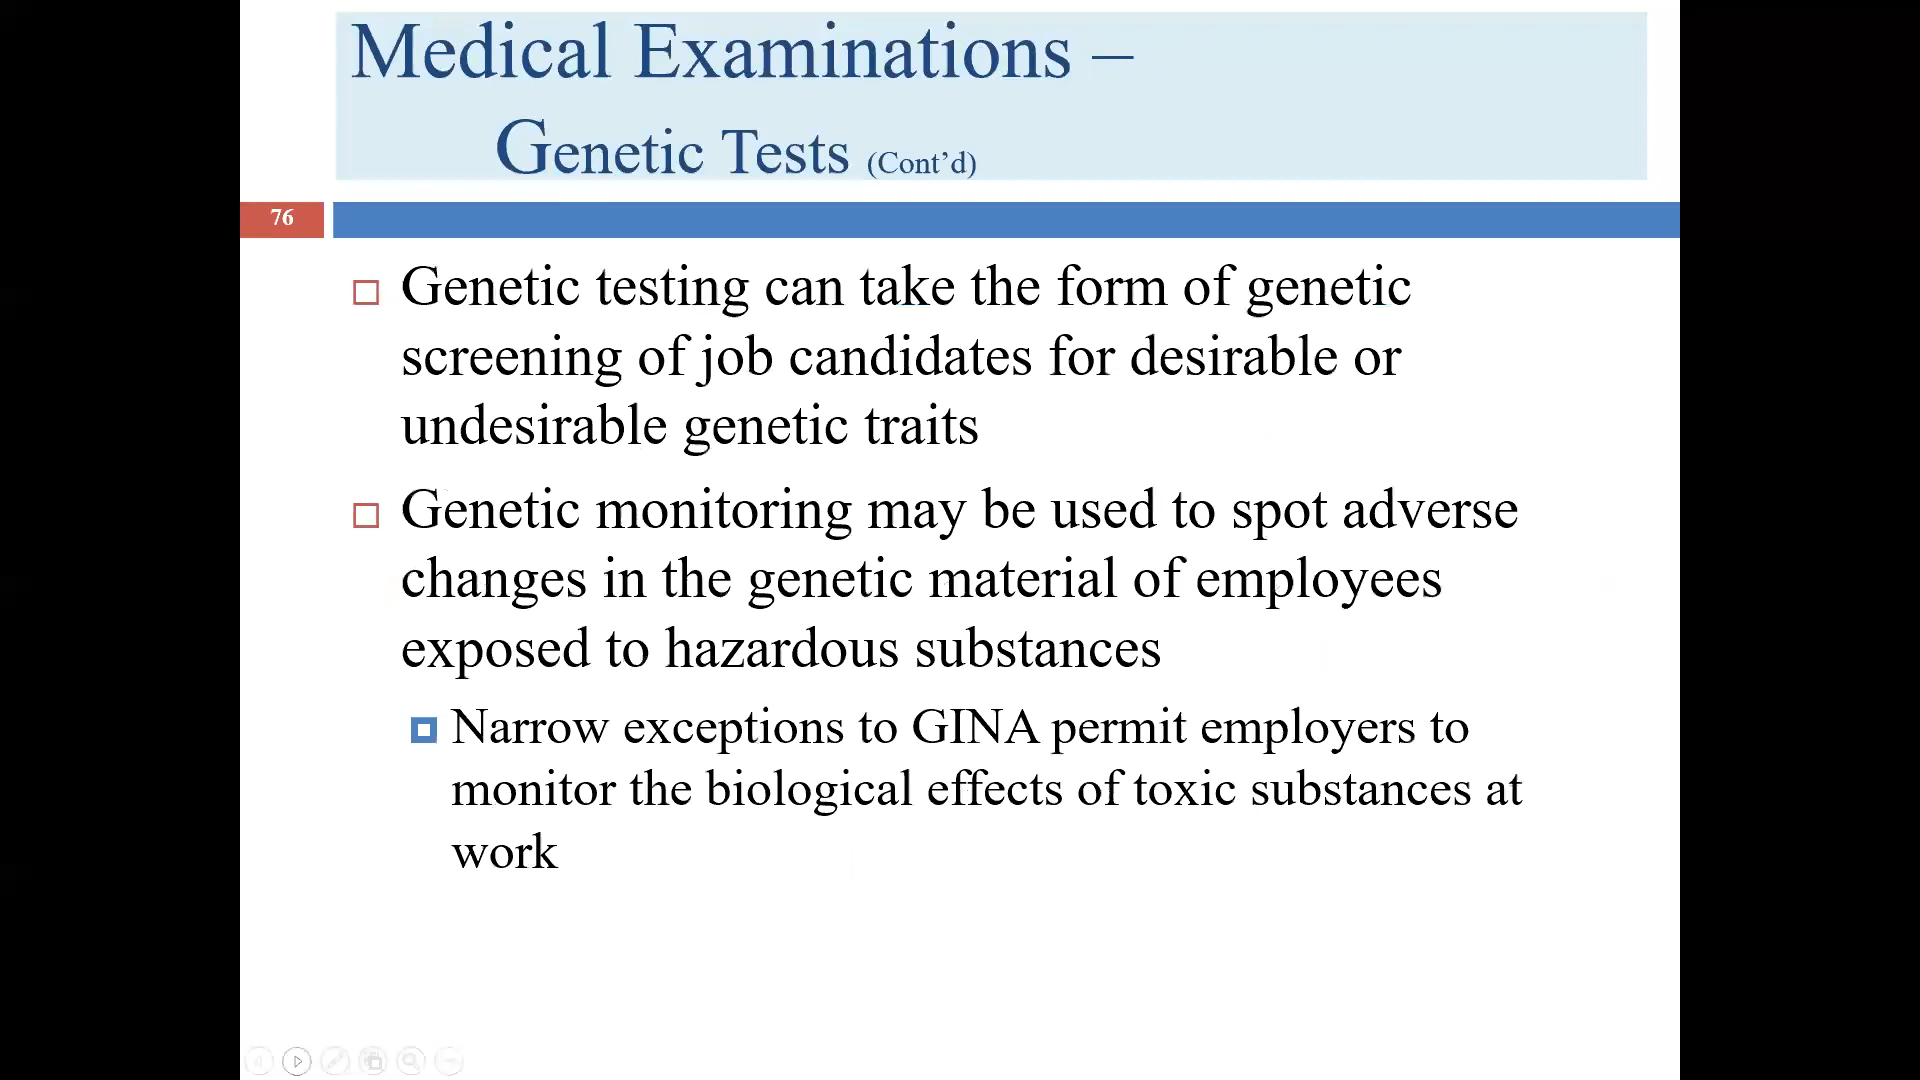 Medical Examinations –
Genetic Tests (Cont’d)
76
Genetic testing can take the form of genetic
screening of job candidates for desirable or
undesirable genetic traits
Genetic monitoring may be used to spot adverse
changes in the genetic material of employees
exposed to hazardous substances
Narrow exceptions to GINA permit employers to
monitor the biological effects of toxic substances at
work